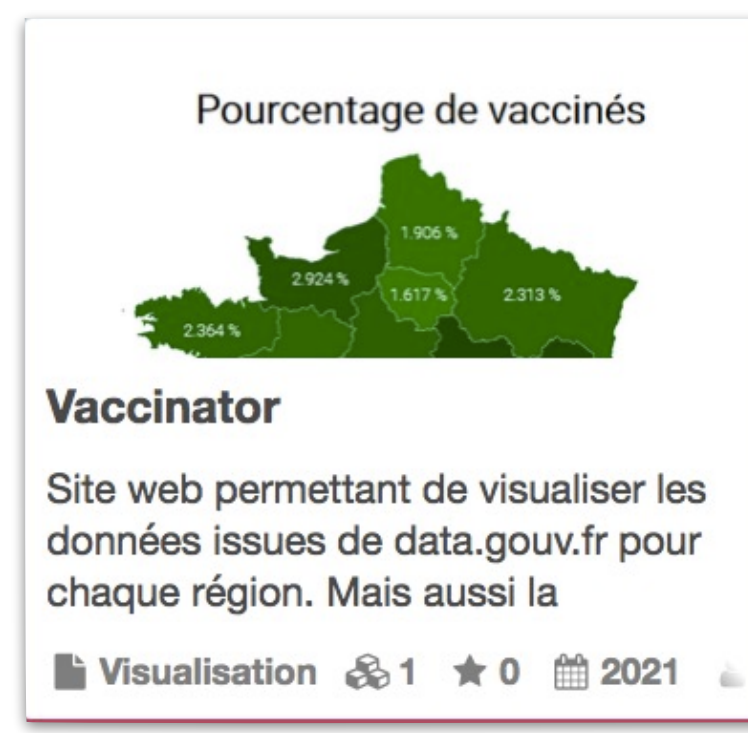 Pourcentage de vaccinés
1.906 %
2.924 %
1.617 %
2.313 %
2.364 %
Vaccinator
Site web permettant de visualiser les
données issues de data.gouv.fr pour
chaque région. Mais aussi la
Visualisation 1 0 2021